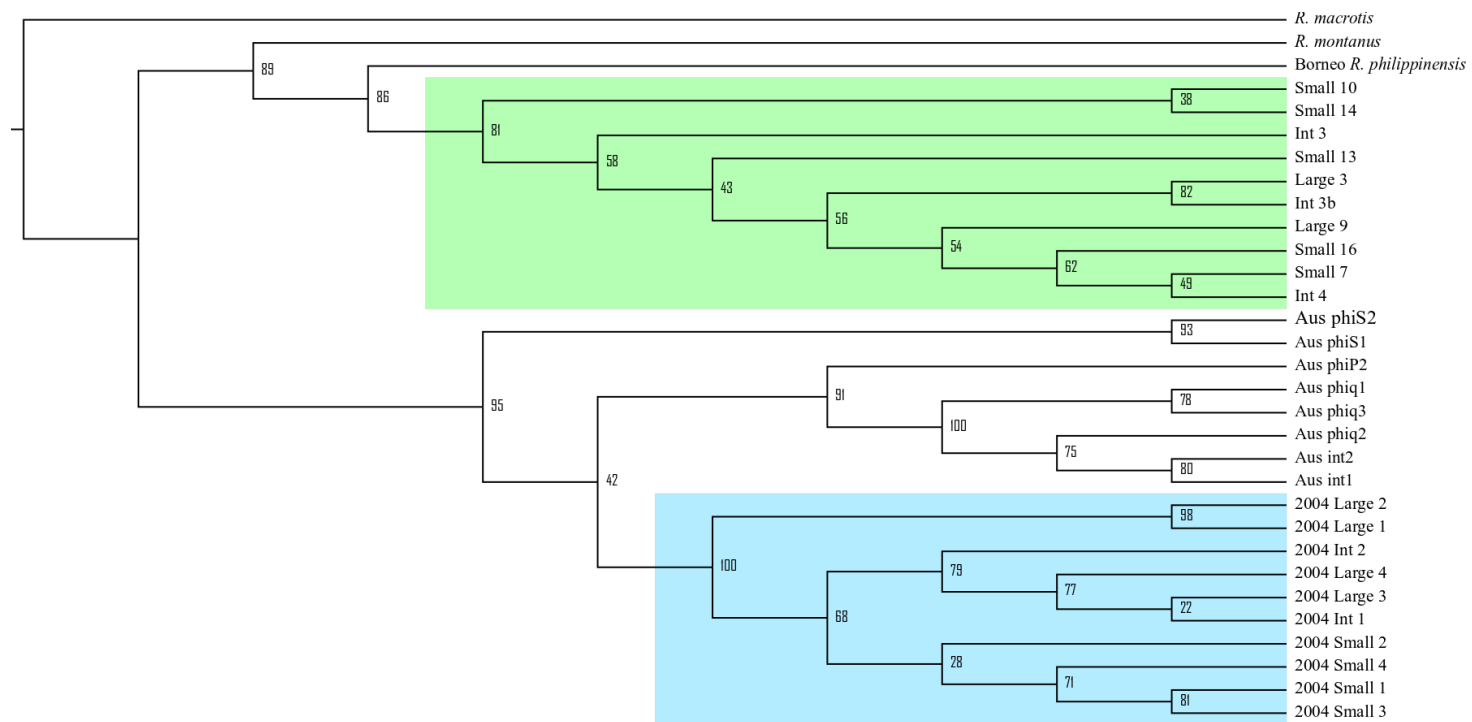 R. macrotis
R. montanus
89
Borneo R. philippinensis
86
Small 10
38
Small 14
81
Int 3
58
Small 13
43
Large 3
82
Int 3b
56
Large 9
54
Small 16
62
Small 7
49
Int 4
Aus phiS2
93
Aus phiS1
Aus phiP2
91
Aus phiq1
78
95
Aus phiq3
100
Aus phiq2
75
Aus int2
80
42
Aus int1
2004 Large 2
98
2004 Large 1
2004 Int 2
100
79
2004 Large 4
77
2004 Large 3
22
68
2004 Int 1
2004 Small 2
28
2004 Small 4
71
2004 Small 1
81
2004 Small 3